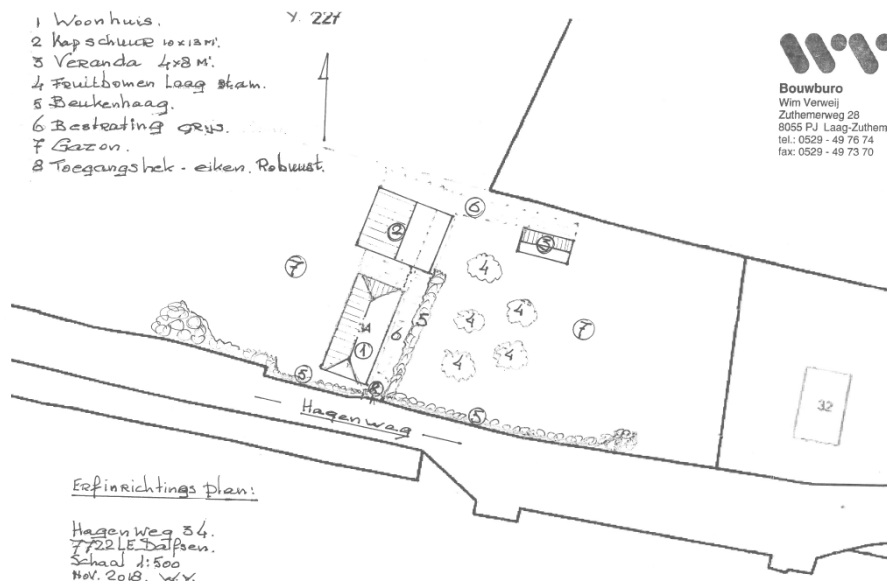 1 Woonhuis.
2 Kapschuur 10x13 M'.
3 Veranda 4x8 M'.
4 Fruitbomen Laag stam.
5 Beukenhaag.
6 Bestrating grijs.
7 Gazon.
8 Toegangshek - eiken. Robuust.
Y. 227
Bouwburo
Wim Verweij
Zuthemerweg 28
8055 PJ Laag-Zuthem
tel.: 0529 - 49 76 74
fax: 0529 - 49 73 70
6
2
3
7
4
4
4
4
4
5
6
7
3A
1
5
8
5
32
Hagenweg
Erfinrichtings plan:
Hagenweg 34.
7722 LE Dalfsen.
Schaal 1:500
Nov. 2018. W.V.